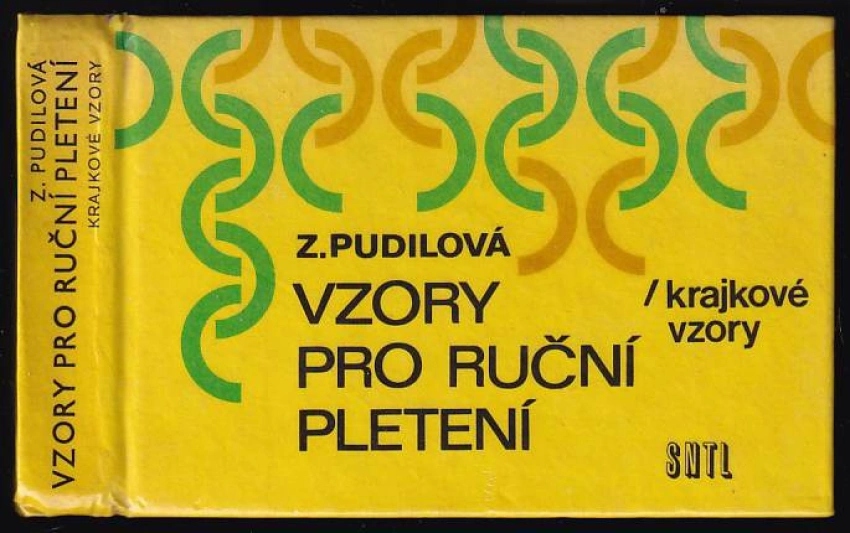 Z. PUDILOVÁ
VZORY PRO RUČNÍ PLETENÍ
KRAJKOVÉ VZORY
Z.PUDILOVÁ
VZORY
PRO RUČNÍ
PLETENÍ
/ krajkové
vzory
SNTL